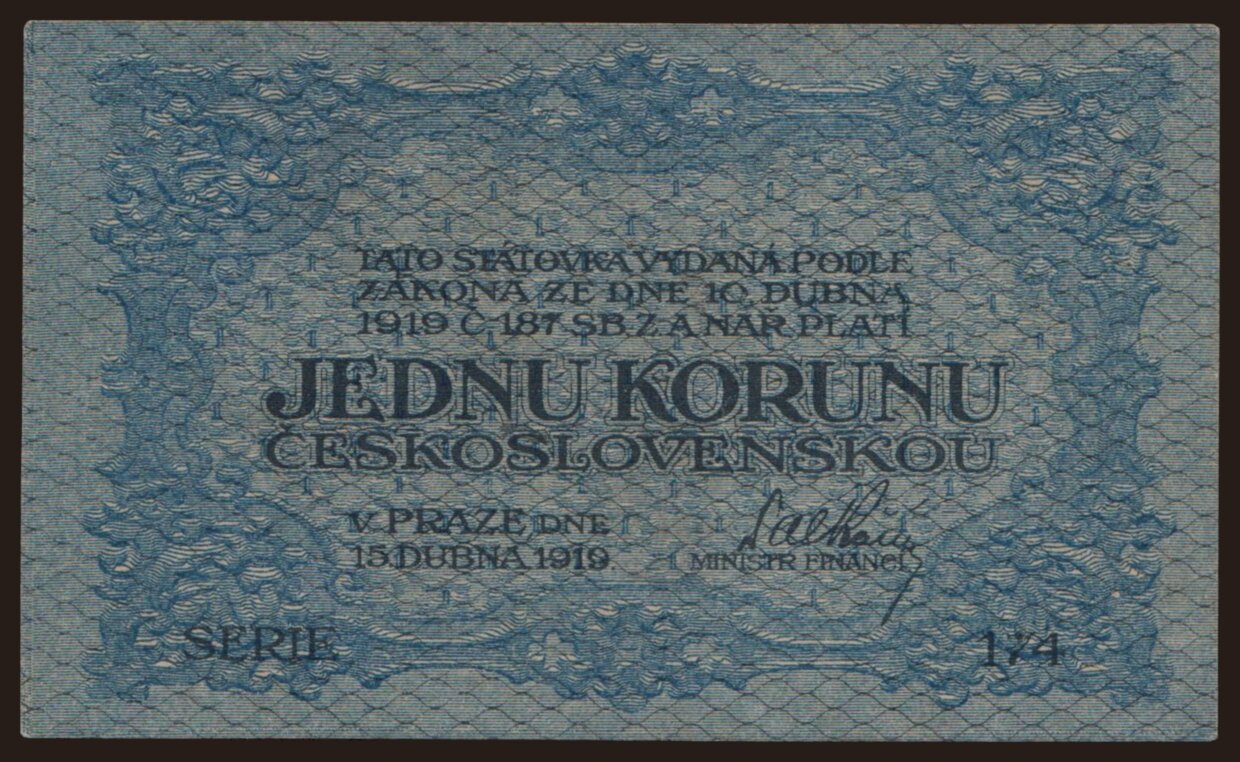 TATO STÁTOVKA VYDANÁ PODLE
ZÁKONA ZE DNE 10. DUBNA
1919 Č. 187 SB. Z. A NAŘ. PLATÍ
JEDNU KORUNU
ČESKOSLOVENSKOU
V PRAZE, DNE
15. DUBNA 1919.
MINISTR FINANCÍ
SERIE 174